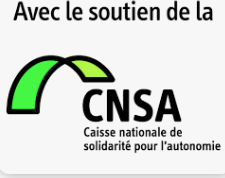 Avec le soutien de la
CNSA
Caisse nationale de
solidarité pour l'autonomie